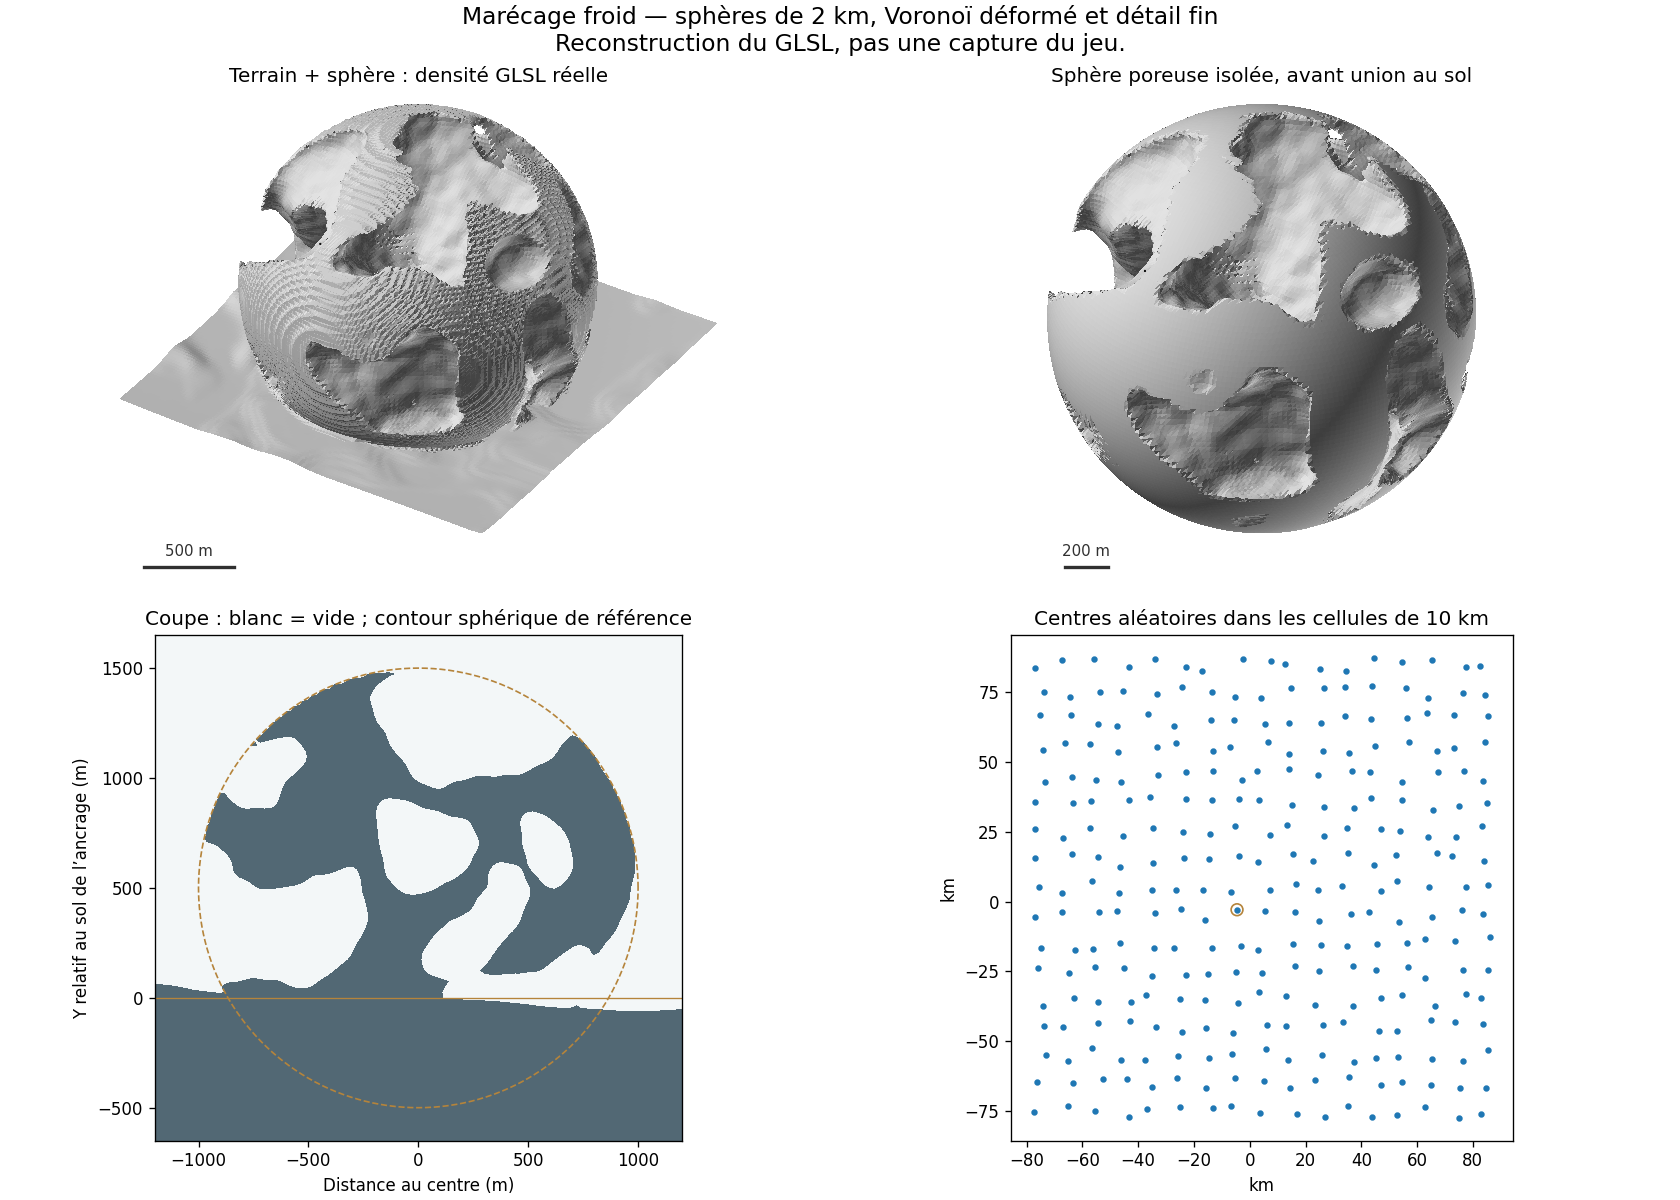 Marécage froid — sphères de 2 km, Voronoï déformé et détail fin
Reconstruction du GLSL, pas une capture du jeu.
Terrain + sphère : densité GLSL réelle
Sphère poreuse isolée, avant union au sol
500 m
200 m
Coupe : blanc = vide ; contour sphérique de référence
1500
1000
500
0
−500
Y relatif au sol de l’ancrage (m)
−1000
−500
0
500
1000
Distance au centre (m)
Centres aléatoires dans les cellules de 10 km
75
50
25
0
−25
−50
−75
km
−80
−60
−40
−20
0
20
40
60
80
km